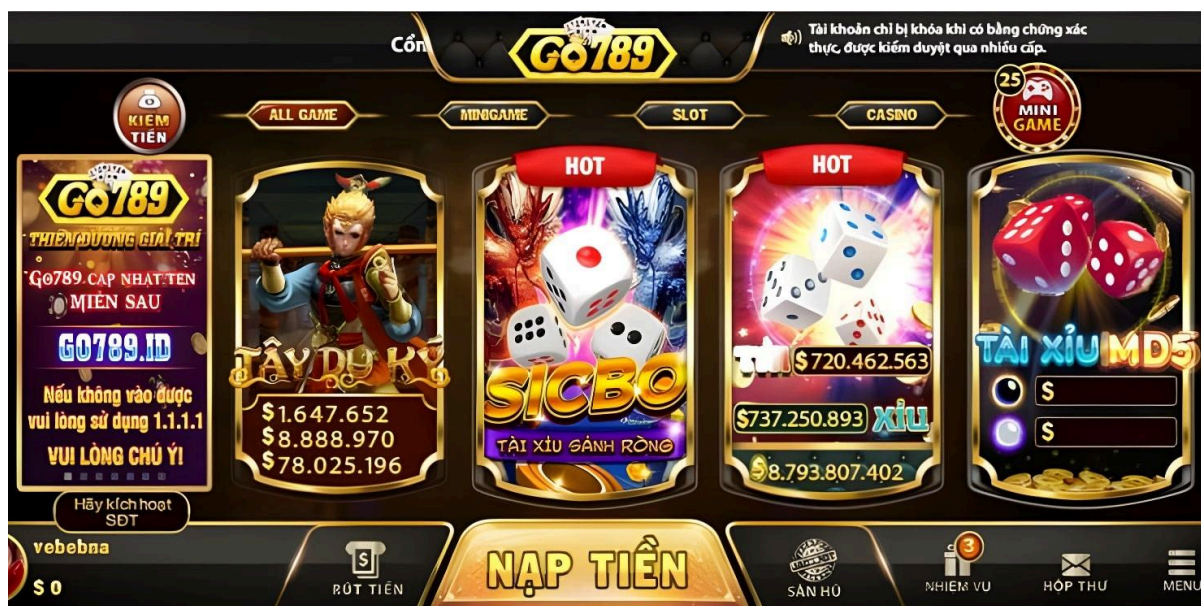 Cổn
GO789
Tài khoản chỉ bị khóa khi có bằng chứng xác
thực, được kiểm duyệt qua nhiều cấp.
KIẾM
TIỀN
ALL GAME
MINIGAME
SLOT
CASINO
25
MINI
GAME
GO789
THIÊN ĐƯỜNG GIẢI TRÍ
GO789 CẬP NHẬT TÊN
MIỀN SAU
GO789.ID
Nếu không vào được
vui lòng sử dụng 1.1.1.1
VUI LÒNG CHÚ Ý!
TÂY DU KÝ
$1.647.652
$8.888.970
$78.025.196
HOT
SICBO
TÀI XỈU SẢNH RỒNG
HOT
TÀI $720.462.563
$737.250.893 XỈU
$8.793.807.402
TÀI XỈU MD5
$
$
Hãy kích hoạt
SĐT
vebebna
$ 0
$
RÚT TIỀN
NẠP TIỀN
SĂN HŨ
3
NHIỆM VỤ
HỘP THƯ
MENU